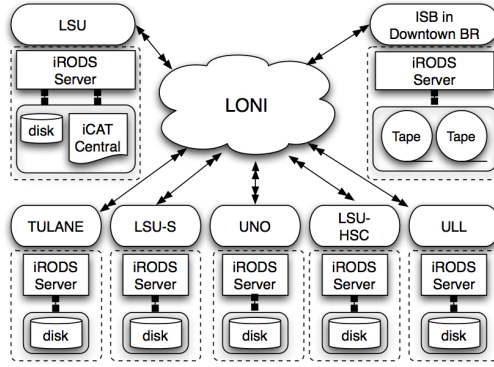 LSU
iRODS
Server
disk
iCAT
Central
LONI
ISB in
Downtown BR
iRODS
Server
Tape
Tape
TULANE
iRODS
Server
disk
LSU-S
iRODS
Server
disk
UNO
iRODS
Server
disk
LSU-
HSC
iRODS
Server
disk
ULL
iRODS
Server
disk